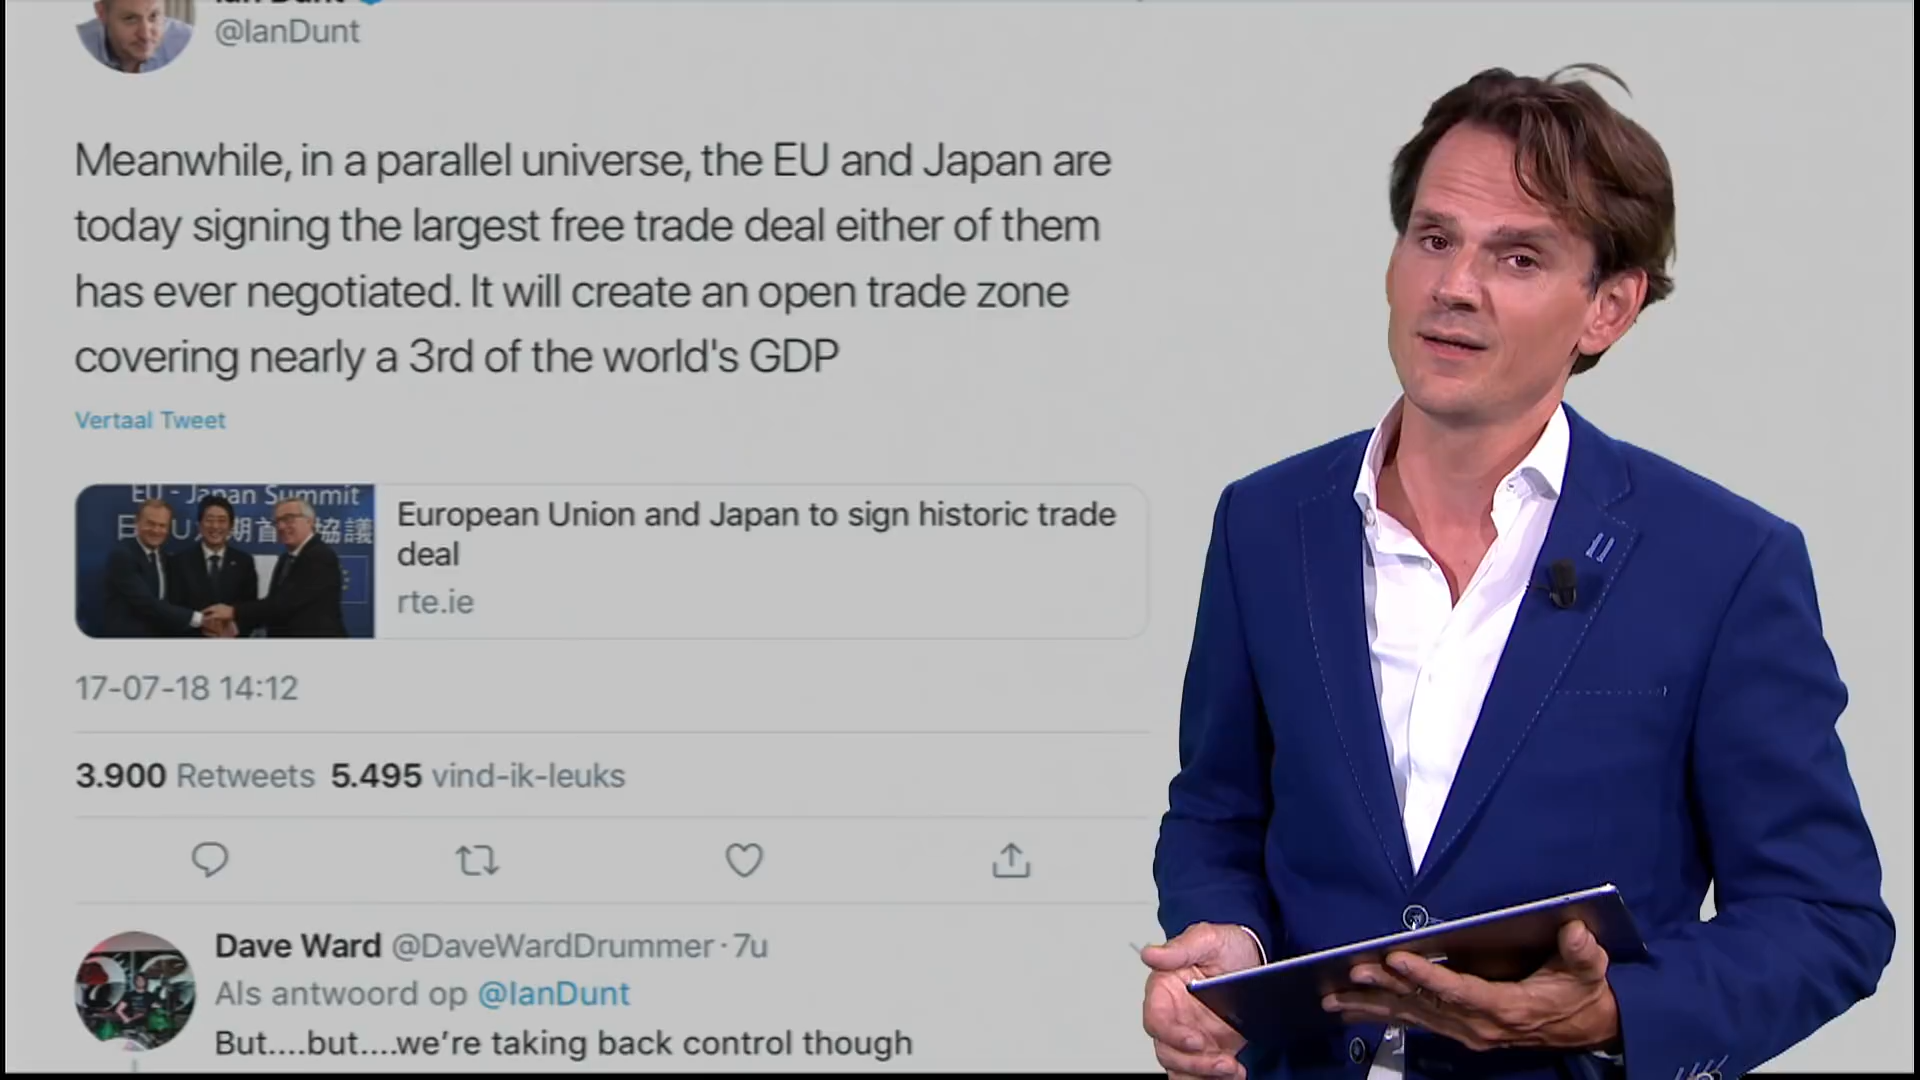 Ian Dunt
@IanDunt
Meanwhile, in a parallel universe, the EU and Japan are
today signing the largest free trade deal either of them
has ever negotiated. It will create an open trade zone
covering nearly a 3rd of the world's GDP
Vertaal Tweet
EU - Japan Summit
European Union and Japan to sign historic trade
deal
rte.ie
17-07-18 14:12
3.900 Retweets 5.495 vind-ik-leuks
Dave Ward @DaveWardDrummer · 7u
Als antwoord op @IanDunt
But....but....we're taking back control though